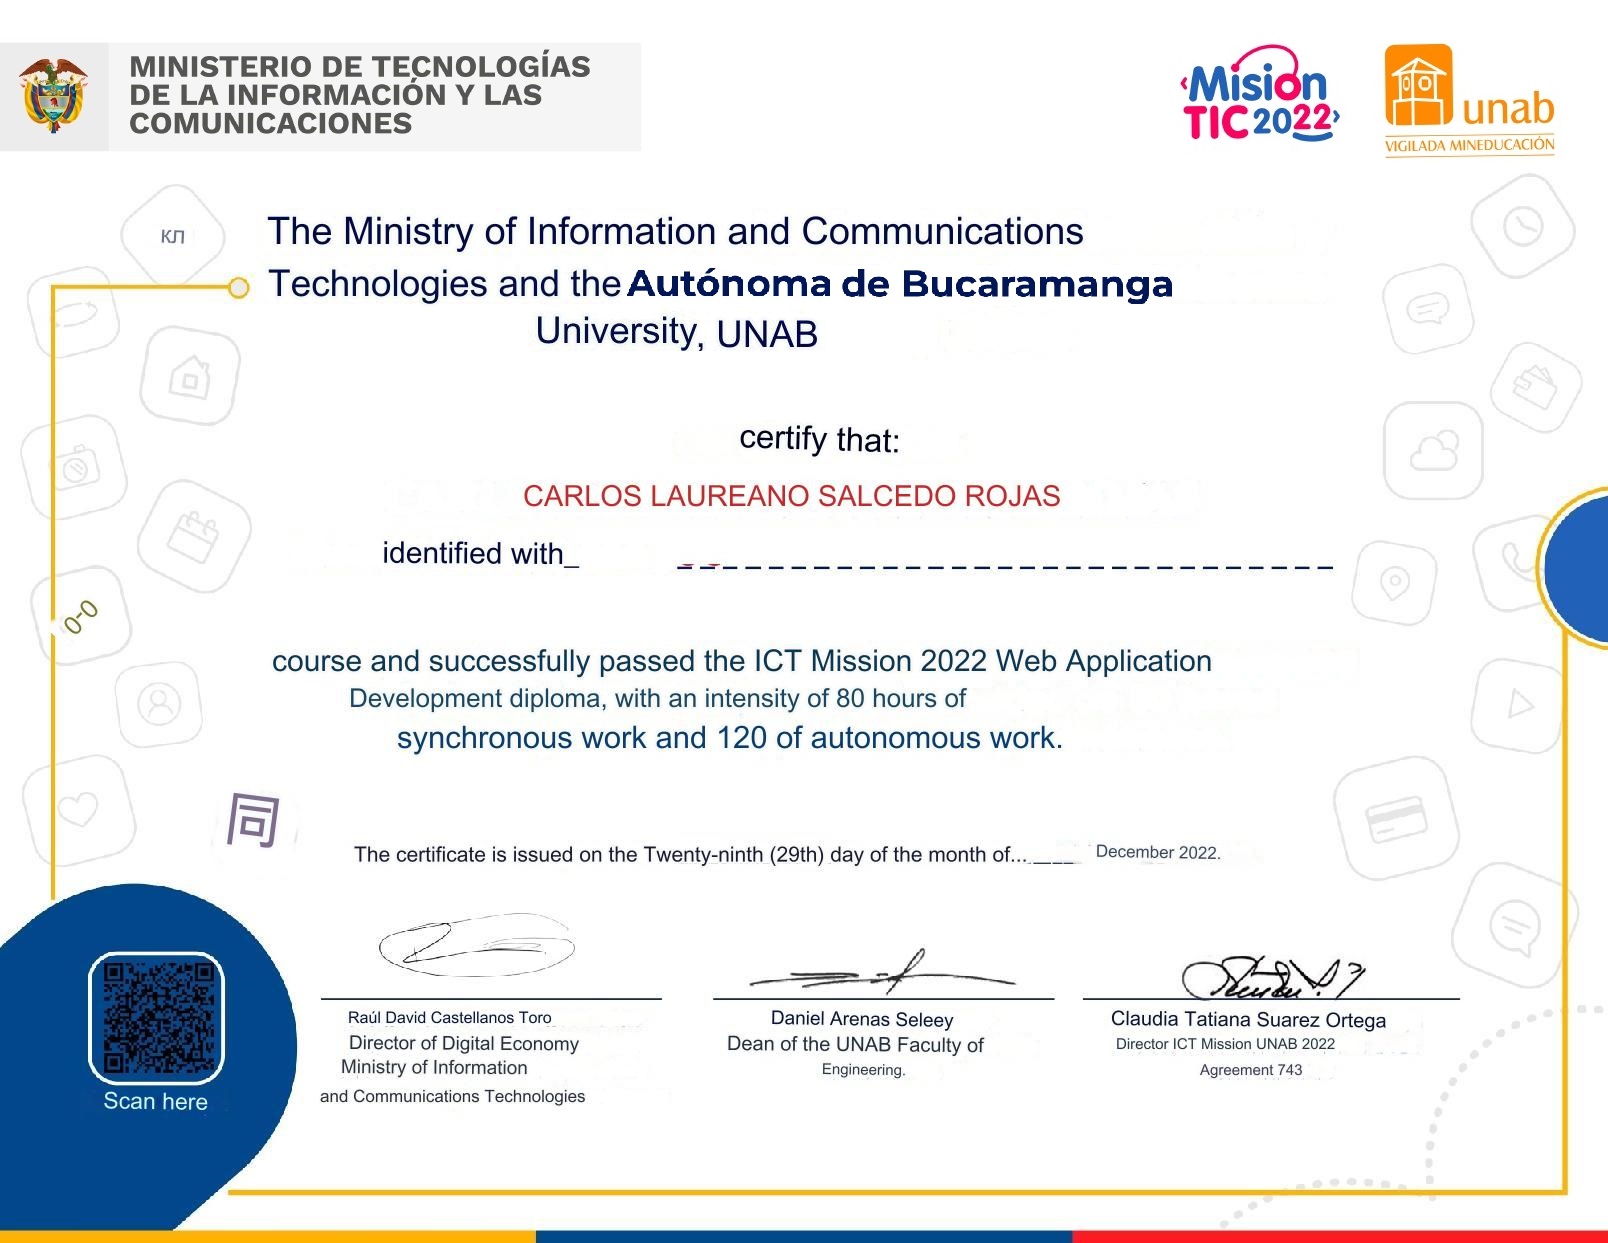 MINISTERIO DE TECNOLOGÍAS
DE LA INFORMACIÓN Y LAS
COMUNICACIONES
Misión
TIC 2022
unab
VIGILADA MINEDUCACIÓN
кл
The Ministry of Information and Communications
Technologies and the Autónoma de Bucaramanga
University, UNAB
certify that:
CARLOS LAUREANO SALCEDO ROJAS
identified with_
0-0
course and successfully passed the ICT Mission 2022 Web Application
Development diploma, with an intensity of 80 hours of
synchronous work and 120 of autonomous work.
同
The certificate is issued on the Twenty-ninth (29th) day of the month of... December 2022.
Raúl David Castellanos Toro
Director of Digital Economy
Ministry of Information
and Communications Technologies
Daniel Arenas Seleey
Dean of the UNAB Faculty of
Engineering.
Claudia Tatiana Suarez Ortega
Director ICT Mission UNAB 2022
Agreement 743
Scan here